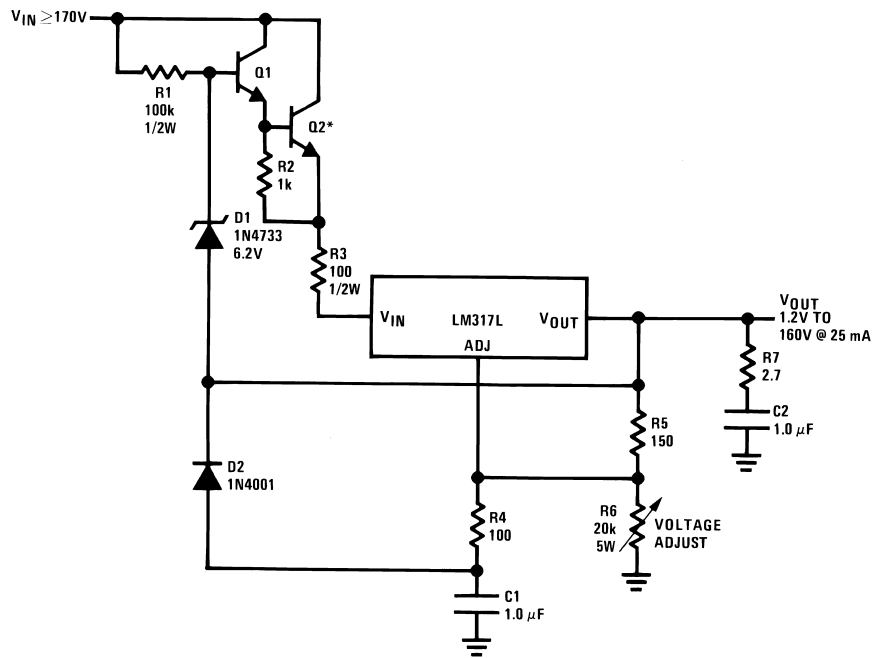 VIN ≥170V
R1
100k
1/2W
Q1
Q2*
R2
1k
D1
1N4733
6.2V
R3
100
1/2W
VIN
LM317L
VOUT
ADJ
VOUT
1.2V TO
160V @ 25 mA
R7
2.7
C2
1.0 µF
R5
150
D2
1N4001
R4
100
R6
20k
5W
VOLTAGE
ADJUST
C1
1.0 µF